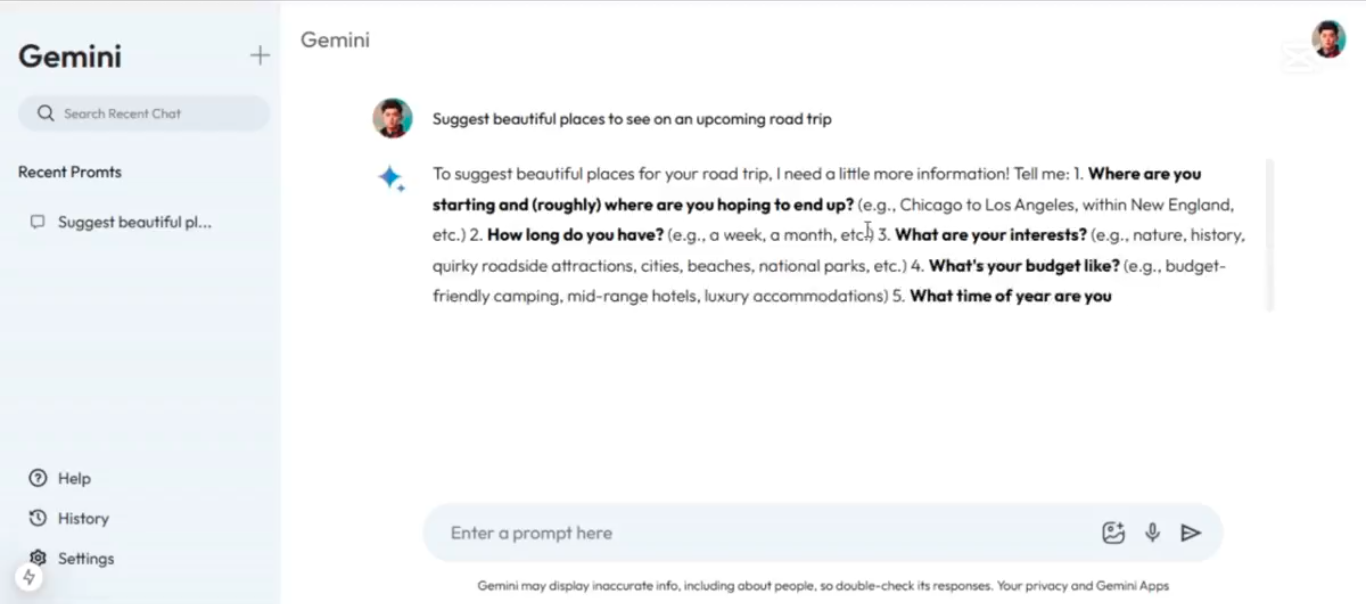 Gemini
Search Recent Chat
Recent Promts
Suggest beautiful pl...
Help
History
Settings
Gemini
Suggest beautiful places to see on an upcoming road trip
To suggest beautiful places for your road trip, I need a little more information! Tell me: 1. Where are you
starting and (roughly) where are you hoping to end up? (e.g., Chicago to Los Angeles, within New England,
etc.) 2. How long do you have? (e.g., a week, a month, etc.) 3. What are your interests? (e.g., nature, history,
quirky roadside attractions, cities, beaches, national parks, etc.) 4. What's your budget like? (e.g., budget-
friendly camping, mid-range hotels, luxury accommodations) 5. What time of year are you
Enter a prompt here
Gemini may display inaccurate info, including about people, so double-check its responses. Your privacy and Gemini Apps